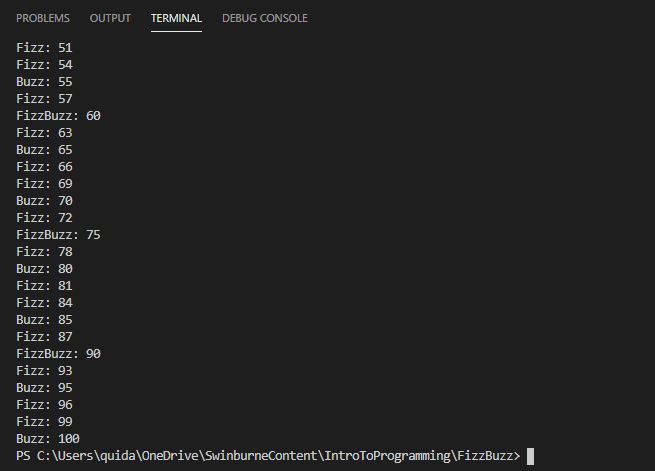 PROBLEMS OUTPUT TERMINAL DEBUG CONSOLE
Fizz: 51
Fizz: 54
Buzz: 55
Fizz: 57
FizzBuzz: 60
Fizz: 63
Buzz: 65
Fizz: 66
Fizz: 69
Buzz: 70
Fizz: 72
FizzBuzz: 75
Fizz: 78
Buzz: 80
Fizz: 81
Fizz: 84
Buzz: 85
Fizz: 87
FizzBuzz: 90
Fizz: 93
Buzz: 95
Fizz: 96
Fizz: 99
Buzz: 100
PS C:\Users\quida\OneDrive\SwinburneContent\IntroToProgramming\FizzBuzz>